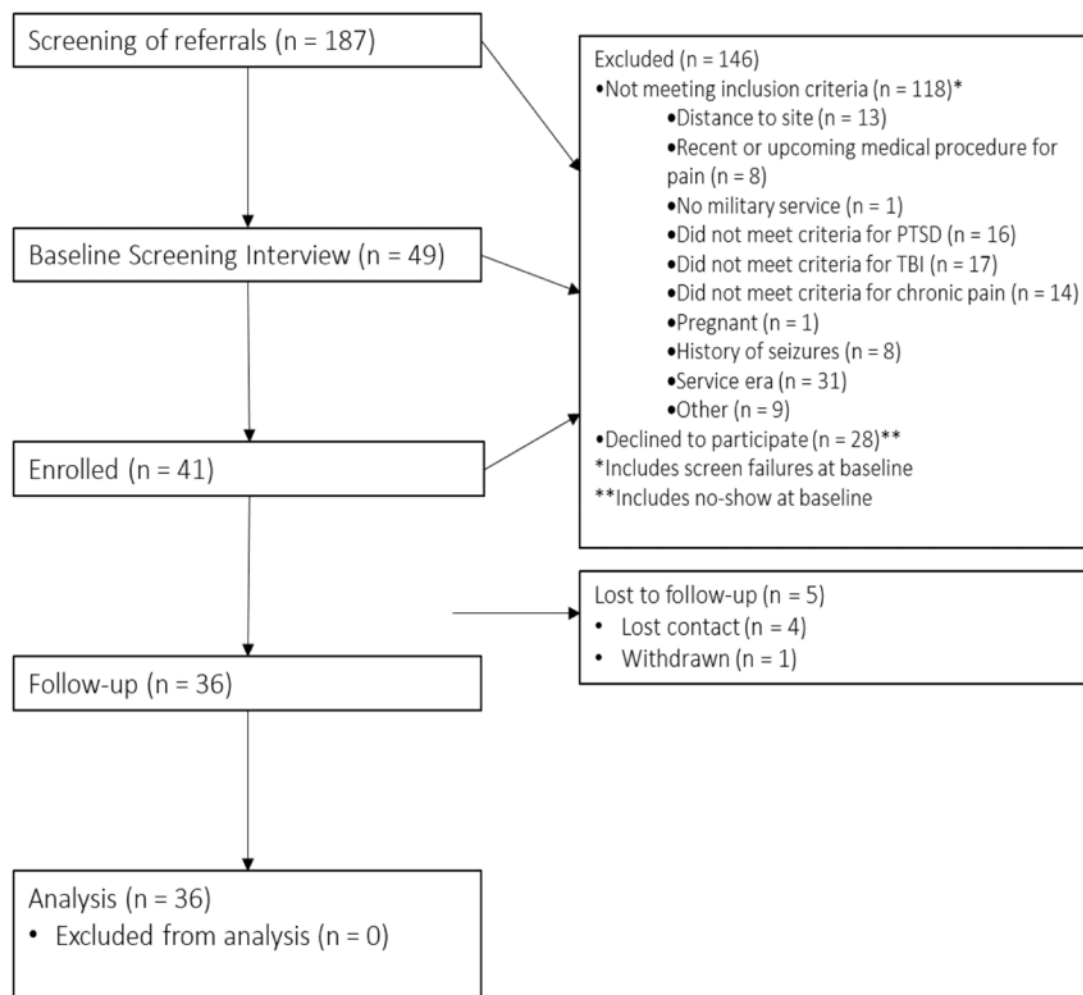 Screening of referrals (n = 187)
Excluded (n = 146)
•Not meeting inclusion criteria (n = 118)*
•Distance to site (n = 13)
•Recent or upcoming medical procedure for
pain (n = 8)
•No military service (n = 1)
•Did not meet criteria for PTSD (n = 16)
•Did not meet criteria for TBI (n = 17)
•Did not meet criteria for chronic pain (n = 14)
•Pregnant (n = 1)
•History of seizures (n = 8)
•Service era (n = 31)
•Other (n = 9)
•Declined to participate (n = 28)**
*Includes screen failures at baseline
**Includes no-show at baseline
Baseline Screening Interview (n = 49)
Enrolled (n = 41)
Lost to follow-up (n = 5)
• Lost contact (n = 4)
• Withdrawn (n = 1)
Follow-up (n = 36)
Analysis (n = 36)
• Excluded from analysis (n = 0)